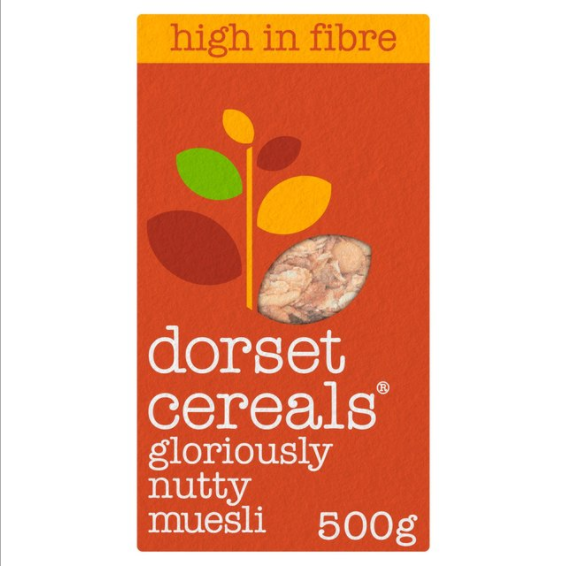 high in fibre
dorset
cereals®
gloriously
nutty
muesli
500g